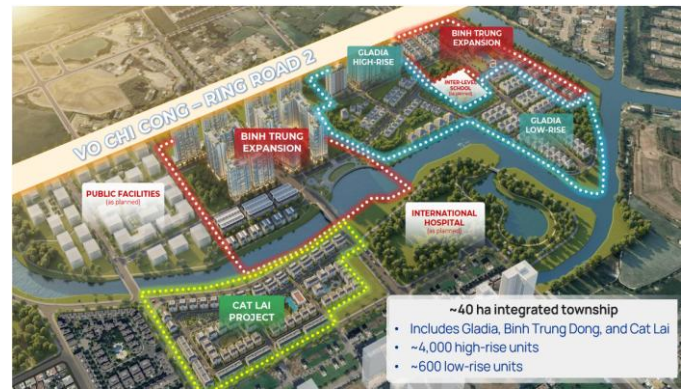 VO CHI CONG – RING ROAD 2
GLADIA
HIGH-RISE
BINH TRUNG
EXPANSION
INTER-LEVEL
SCHOOL
(as planned)
GLADIA
LOW-RISE
BINH TRUNG
EXPANSION
PUBLIC FACILITIES
(as planned)
INTERNATIONAL
HOSPITAL
(as planned)
CAT LAI
PROJECT
~40 ha integrated township
• Includes Gladia, Binh Trung Dong, and Cat Lai
• ~4,000 high-rise units
• ~600 low-rise units